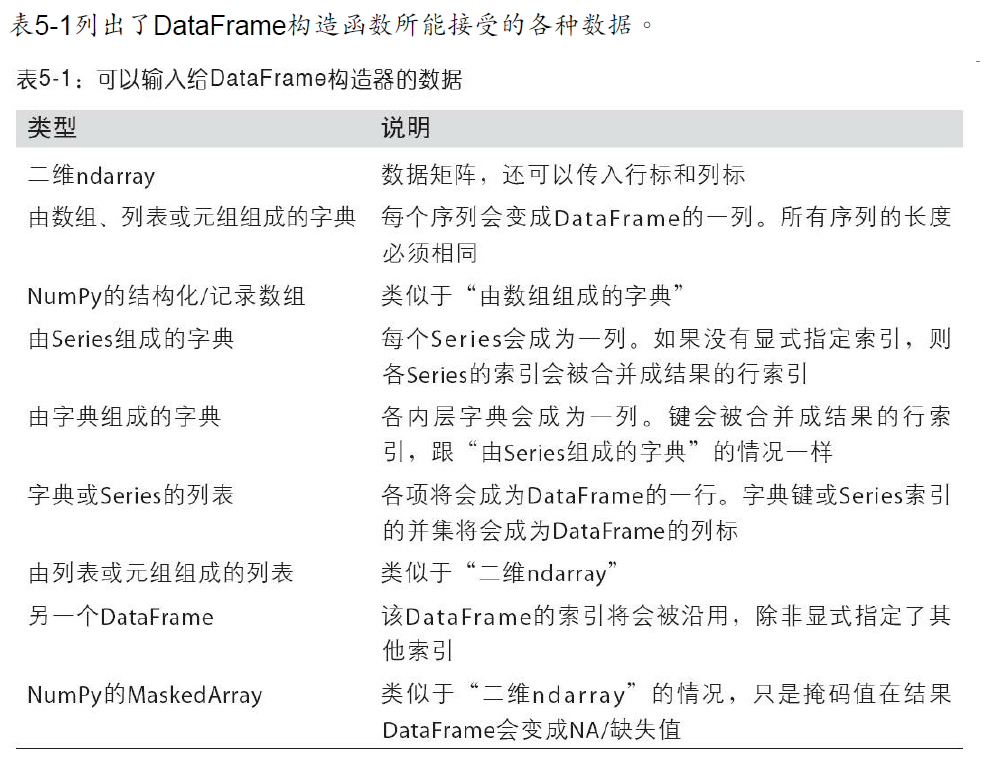 表5-1列出了DataFrame构造函数所能接受的各种数据。
表5-1：可以输入给DataFrame构造器的数据
类型 说明
二维ndarray 数据矩阵，还可以传入行标和列标
由数组、列表或元组组成的字典 每个序列会变成DataFrame的一列。所有序列的长度
必须相同
NumPy的结构化/记录数组 类似于“由数组组成的字典”
由Series组成的字典 每个Series会成为一列。如果没有显式指定索引，则
各Series的索引会被合并成结果的行索引
由字典组成的字典 各内层字典会成为一列。键会被合并成结果的行索
引，跟“由Series组成的字典”的情况一样
字典或Series的列表 各项将会成为DataFrame的一行。字典键或Series索引
的并集将会成为DataFrame的列标
由列表或元组组成的列表 类似于“二维ndarray”
另一个DataFrame 该DataFrame的索引将会被沿用，除非显式指定了其
他索引
NumPy的MaskedArray 类似于“二维ndarray”的情况，只是掩码值在结果
DataFrame会变成NA/缺失值